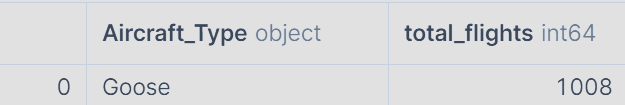 Aircraft_Type object total_flights int64
0 Goose 1008